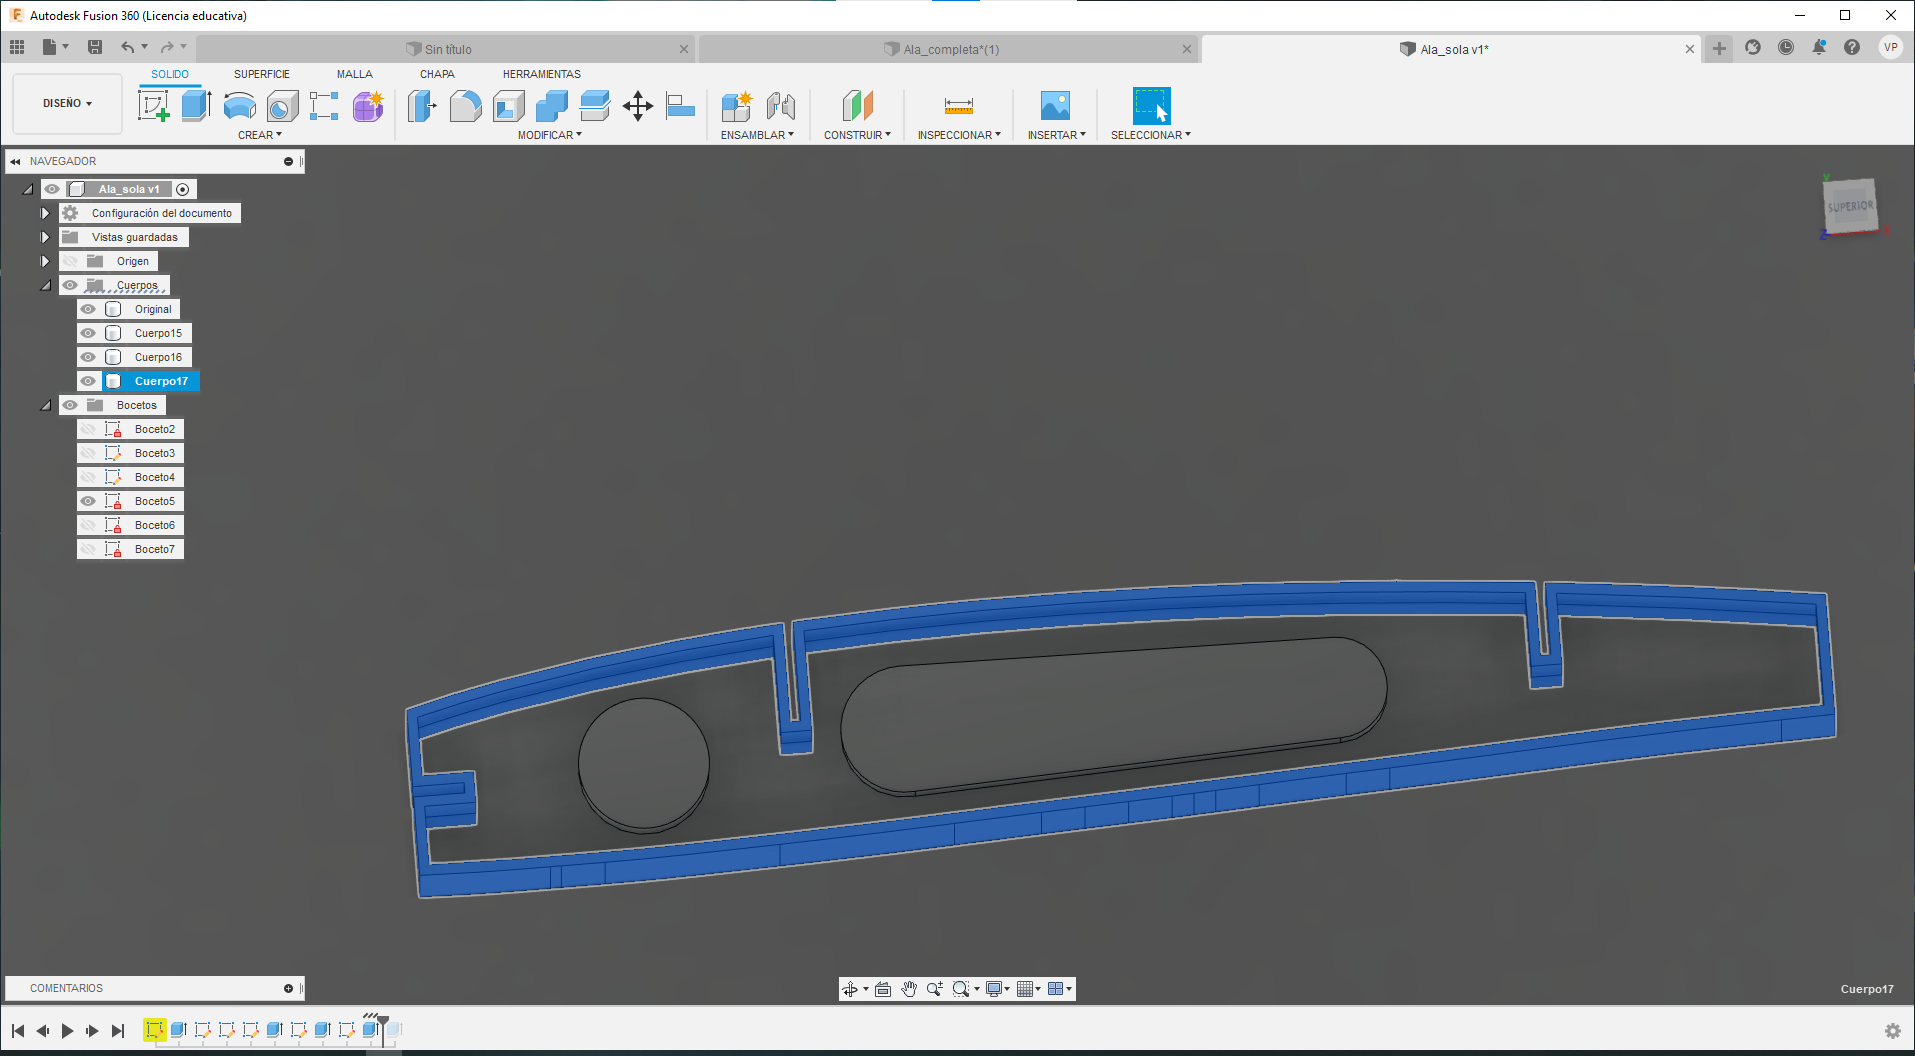 Autodesk Fusion 360 (Licencia educativa)
Sin título
Ala_completa*(1)
Ala_sola v1*
VP
DISEÑO
SOLIDO
SUPERFICIE
MALLA
CHAPA
HERRAMIENTAS
CREAR
MODIFICAR
ENSAMBLAR
CONSTRUIR
INSPECCIONAR
INSERTAR
SELECCIONAR
NAVEGADOR
Ala_sola v1
Configuración del documento
Vistas guardadas
Origen
Cuerpos
Original
Cuerpo15
Cuerpo16
Cuerpo17
Bocetos
Boceto2
Boceto3
Boceto4
Boceto5
Boceto6
Boceto7
Y
SUPERIOR
Z
X
COMENTARIOS
Cuerpo17